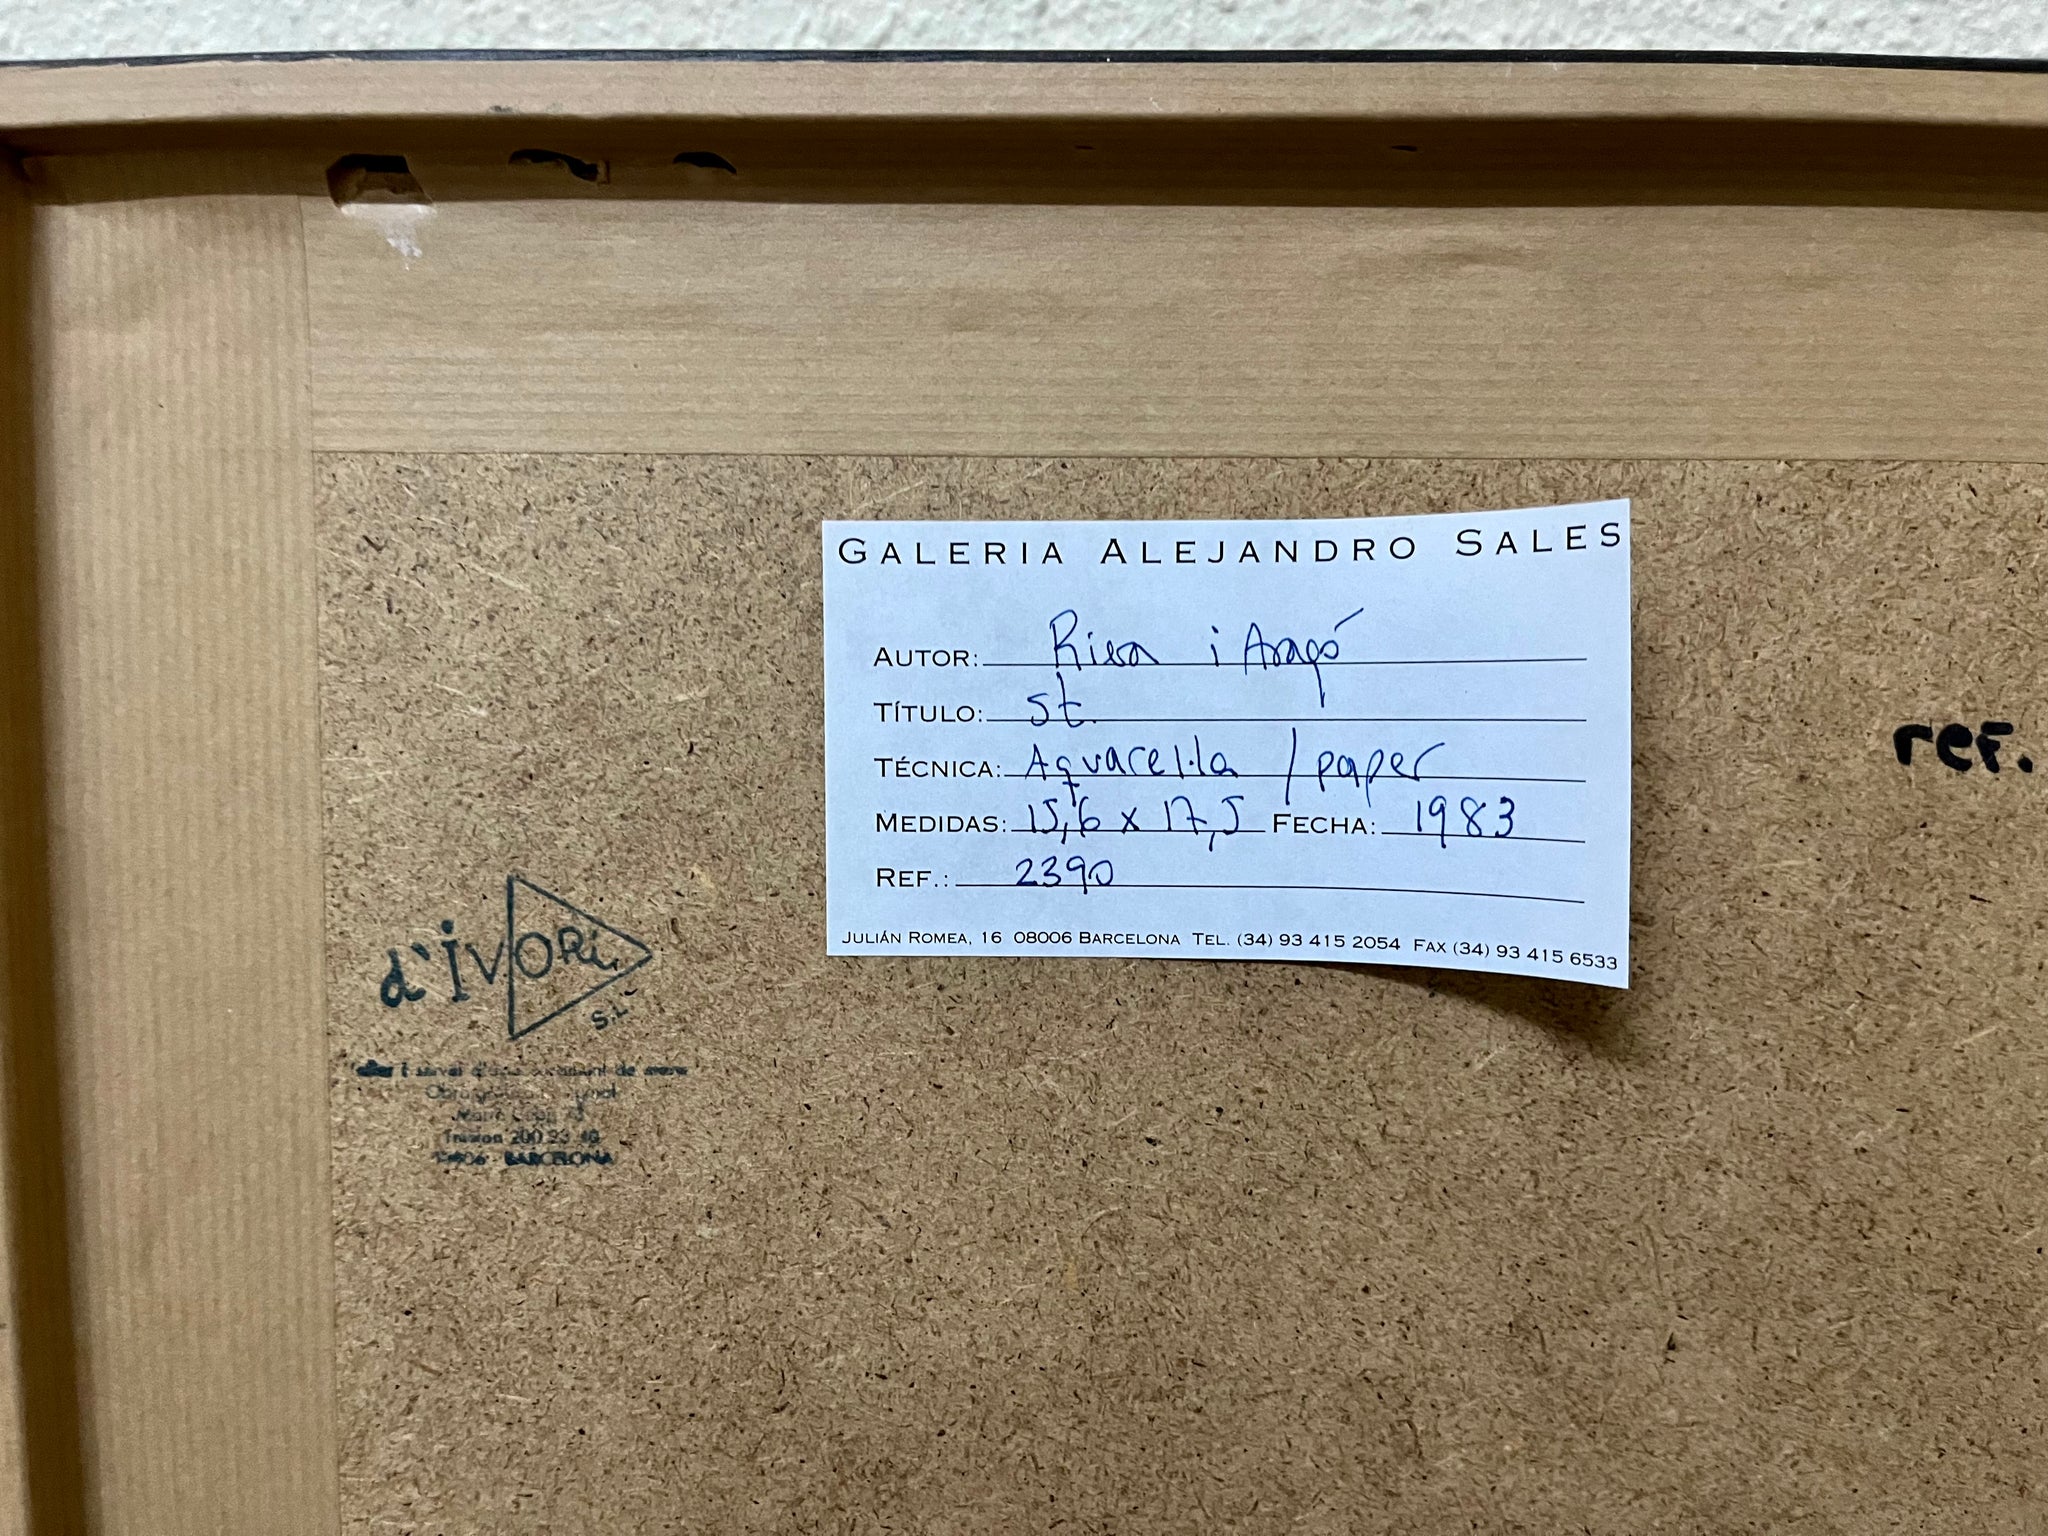 GALERIA ALEJANDRO SALES
AUTOR: Riera i Aragó
TÍTULO: st.
TÉCNICA: Aquarel·la / paper
MEDIDAS: 15,6 x 17,5 FECHA: 1983
REF.: 2390
JULIÁN ROMEA, 16 08006 BARCELONA TEL. (34) 93 415 2054 FAX (34) 93 415 6533
ref.
d'IVORI,
S.L.
BARCELONA